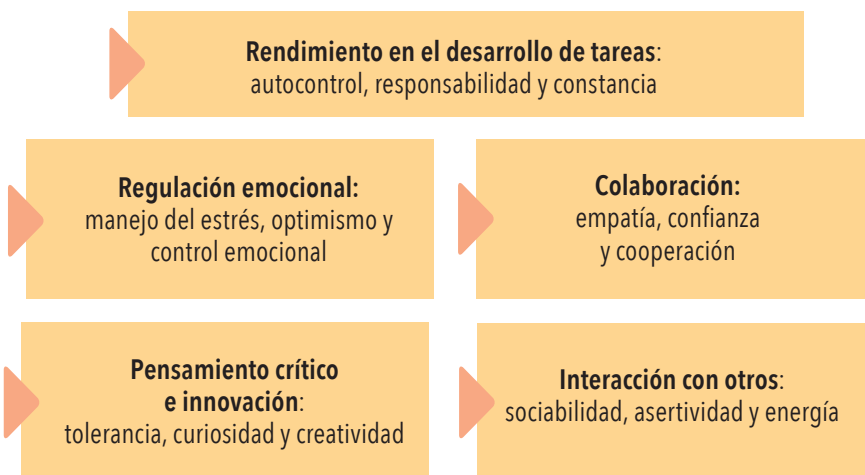 Rendimiento en el desarrollo de tareas:
autocontrol, responsabilidad y constancia
Regulación emocional:
manejo del estrés, optimismo y
control emocional
Colaboración:
empatía, confianza
y cooperación
Pensamiento crítico
e innovación:
tolerancia, curiosidad y creatividad
Interacción con otros:
sociabilidad, asertividad y energía